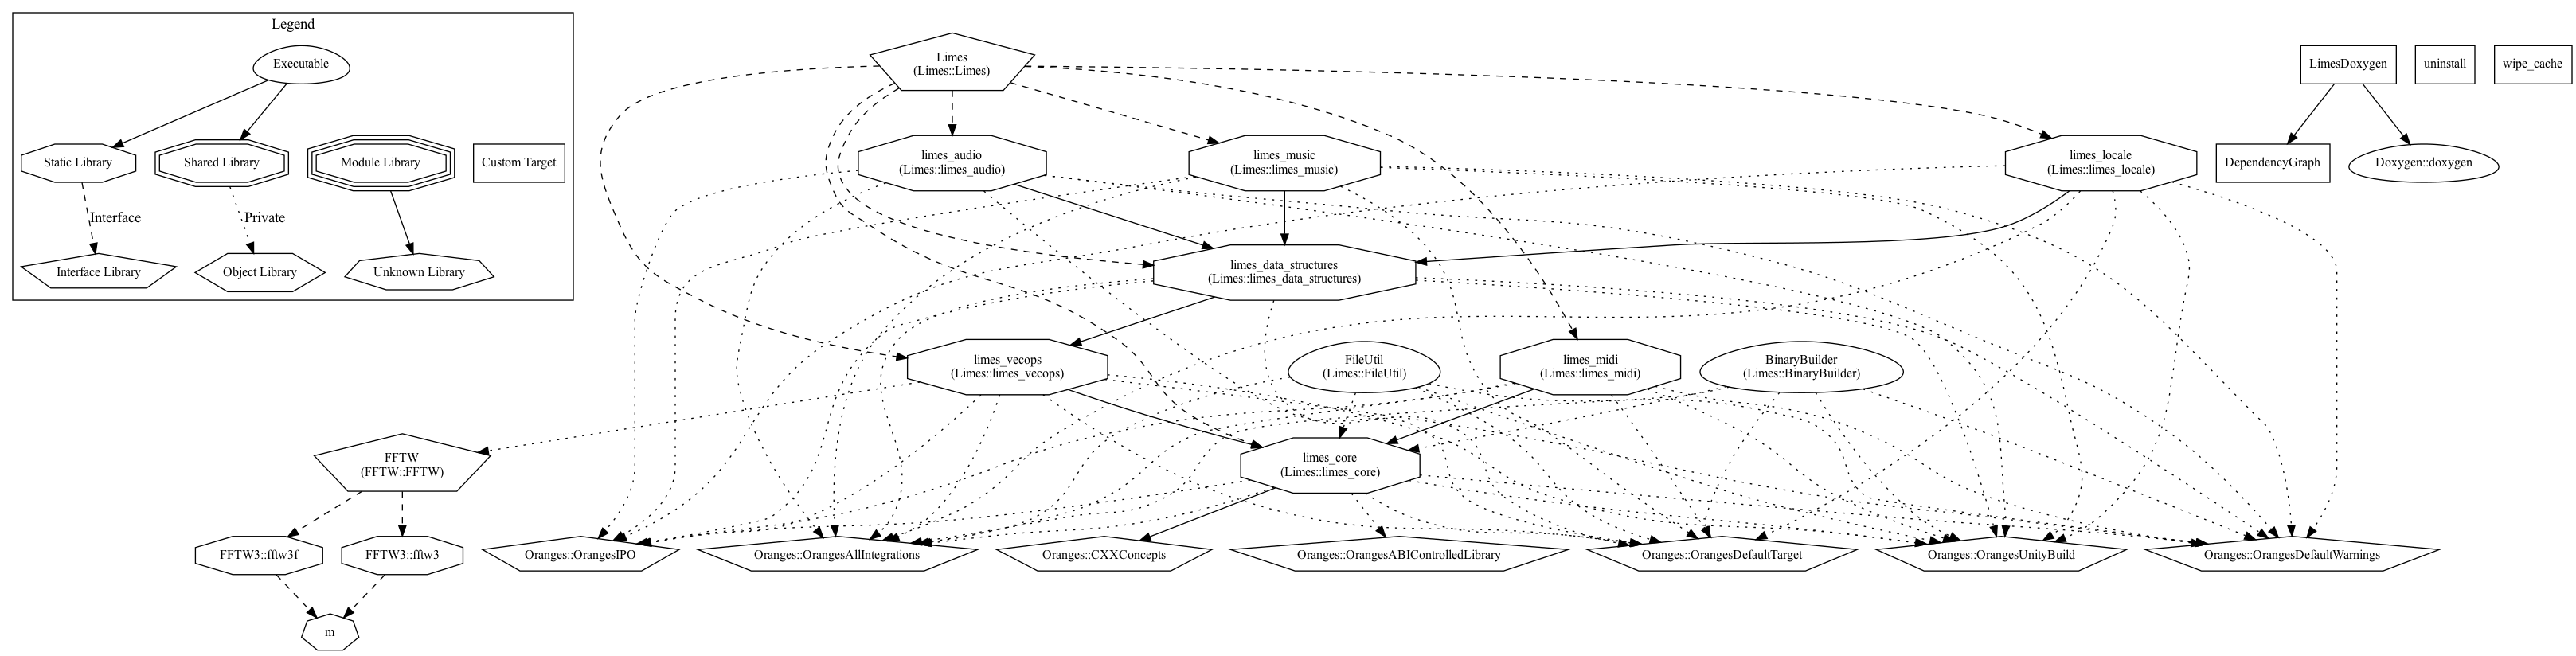 Legend
Executable
Static Library
Shared Library
Module Library
Custom Target
Interface
Private
Interface Library
Object Library
Unknown Library
Limes
(Limes::Limes)
LimesDoxygen
uninstall
wipe_cache
limes_audio
(Limes::limes_audio)
limes_music
(Limes::limes_music)
limes_locale
(Limes::limes_locale)
DependencyGraph
Doxygen::doxygen
limes_data_structures
(Limes::limes_data_structures)
limes_vecops
(Limes::limes_vecops)
FileUtil
(Limes::FileUtil)
limes_midi
(Limes::limes_midi)
BinaryBuilder
(Limes::BinaryBuilder)
FFTW
(FFTW::FFTW)
limes_core
(Limes::limes_core)
FFTW3::fftw3f
FFTW3::fftw3
Oranges::OrangesIPO
Oranges::OrangesAllIntegrations
Oranges::CXXConcepts
Oranges::OrangesABIControlledLibrary
Oranges::OrangesDefaultTarget
Oranges::OrangesUnityBuild
Oranges::OrangesDefaultWarnings
m